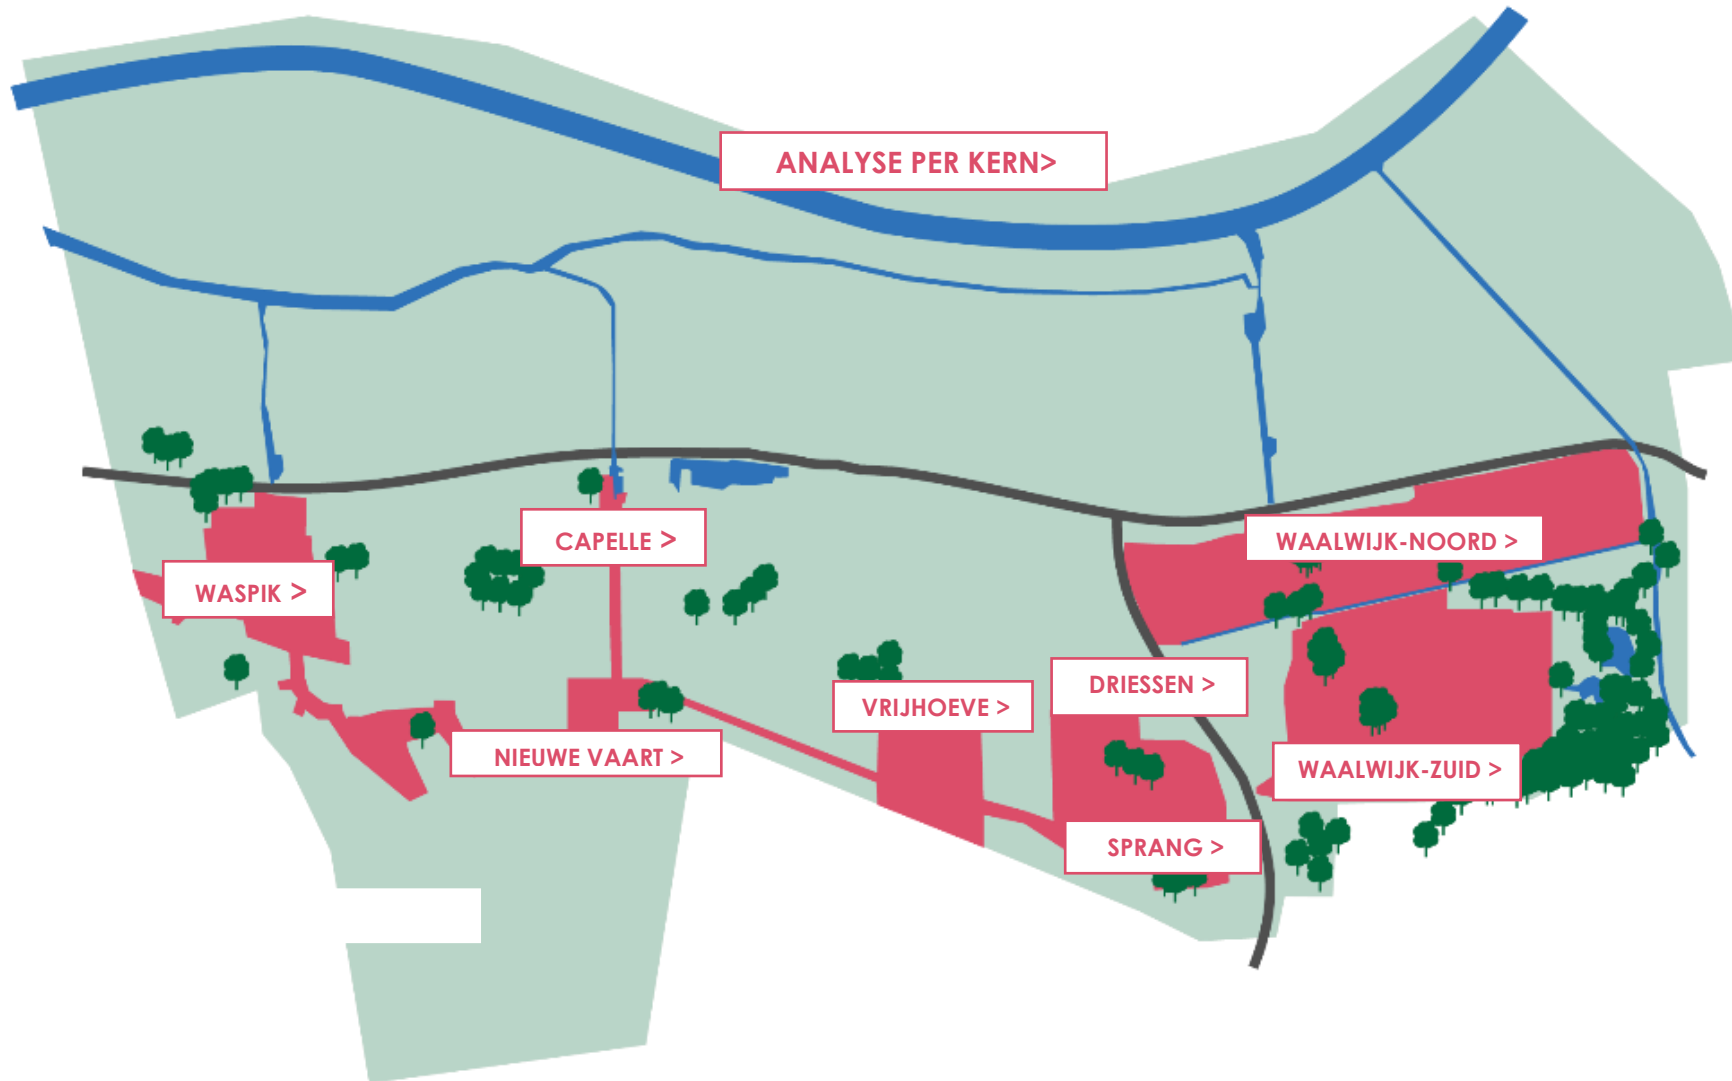 ANALYSE PER KERN>
CAPELLE >
WAALWIJK-NOORD >
WASPIK >
DRIESSEN >
VRIJHOEVE >
NIEUWE VAART >
WAALWIJK-ZUID >
SPRANG >